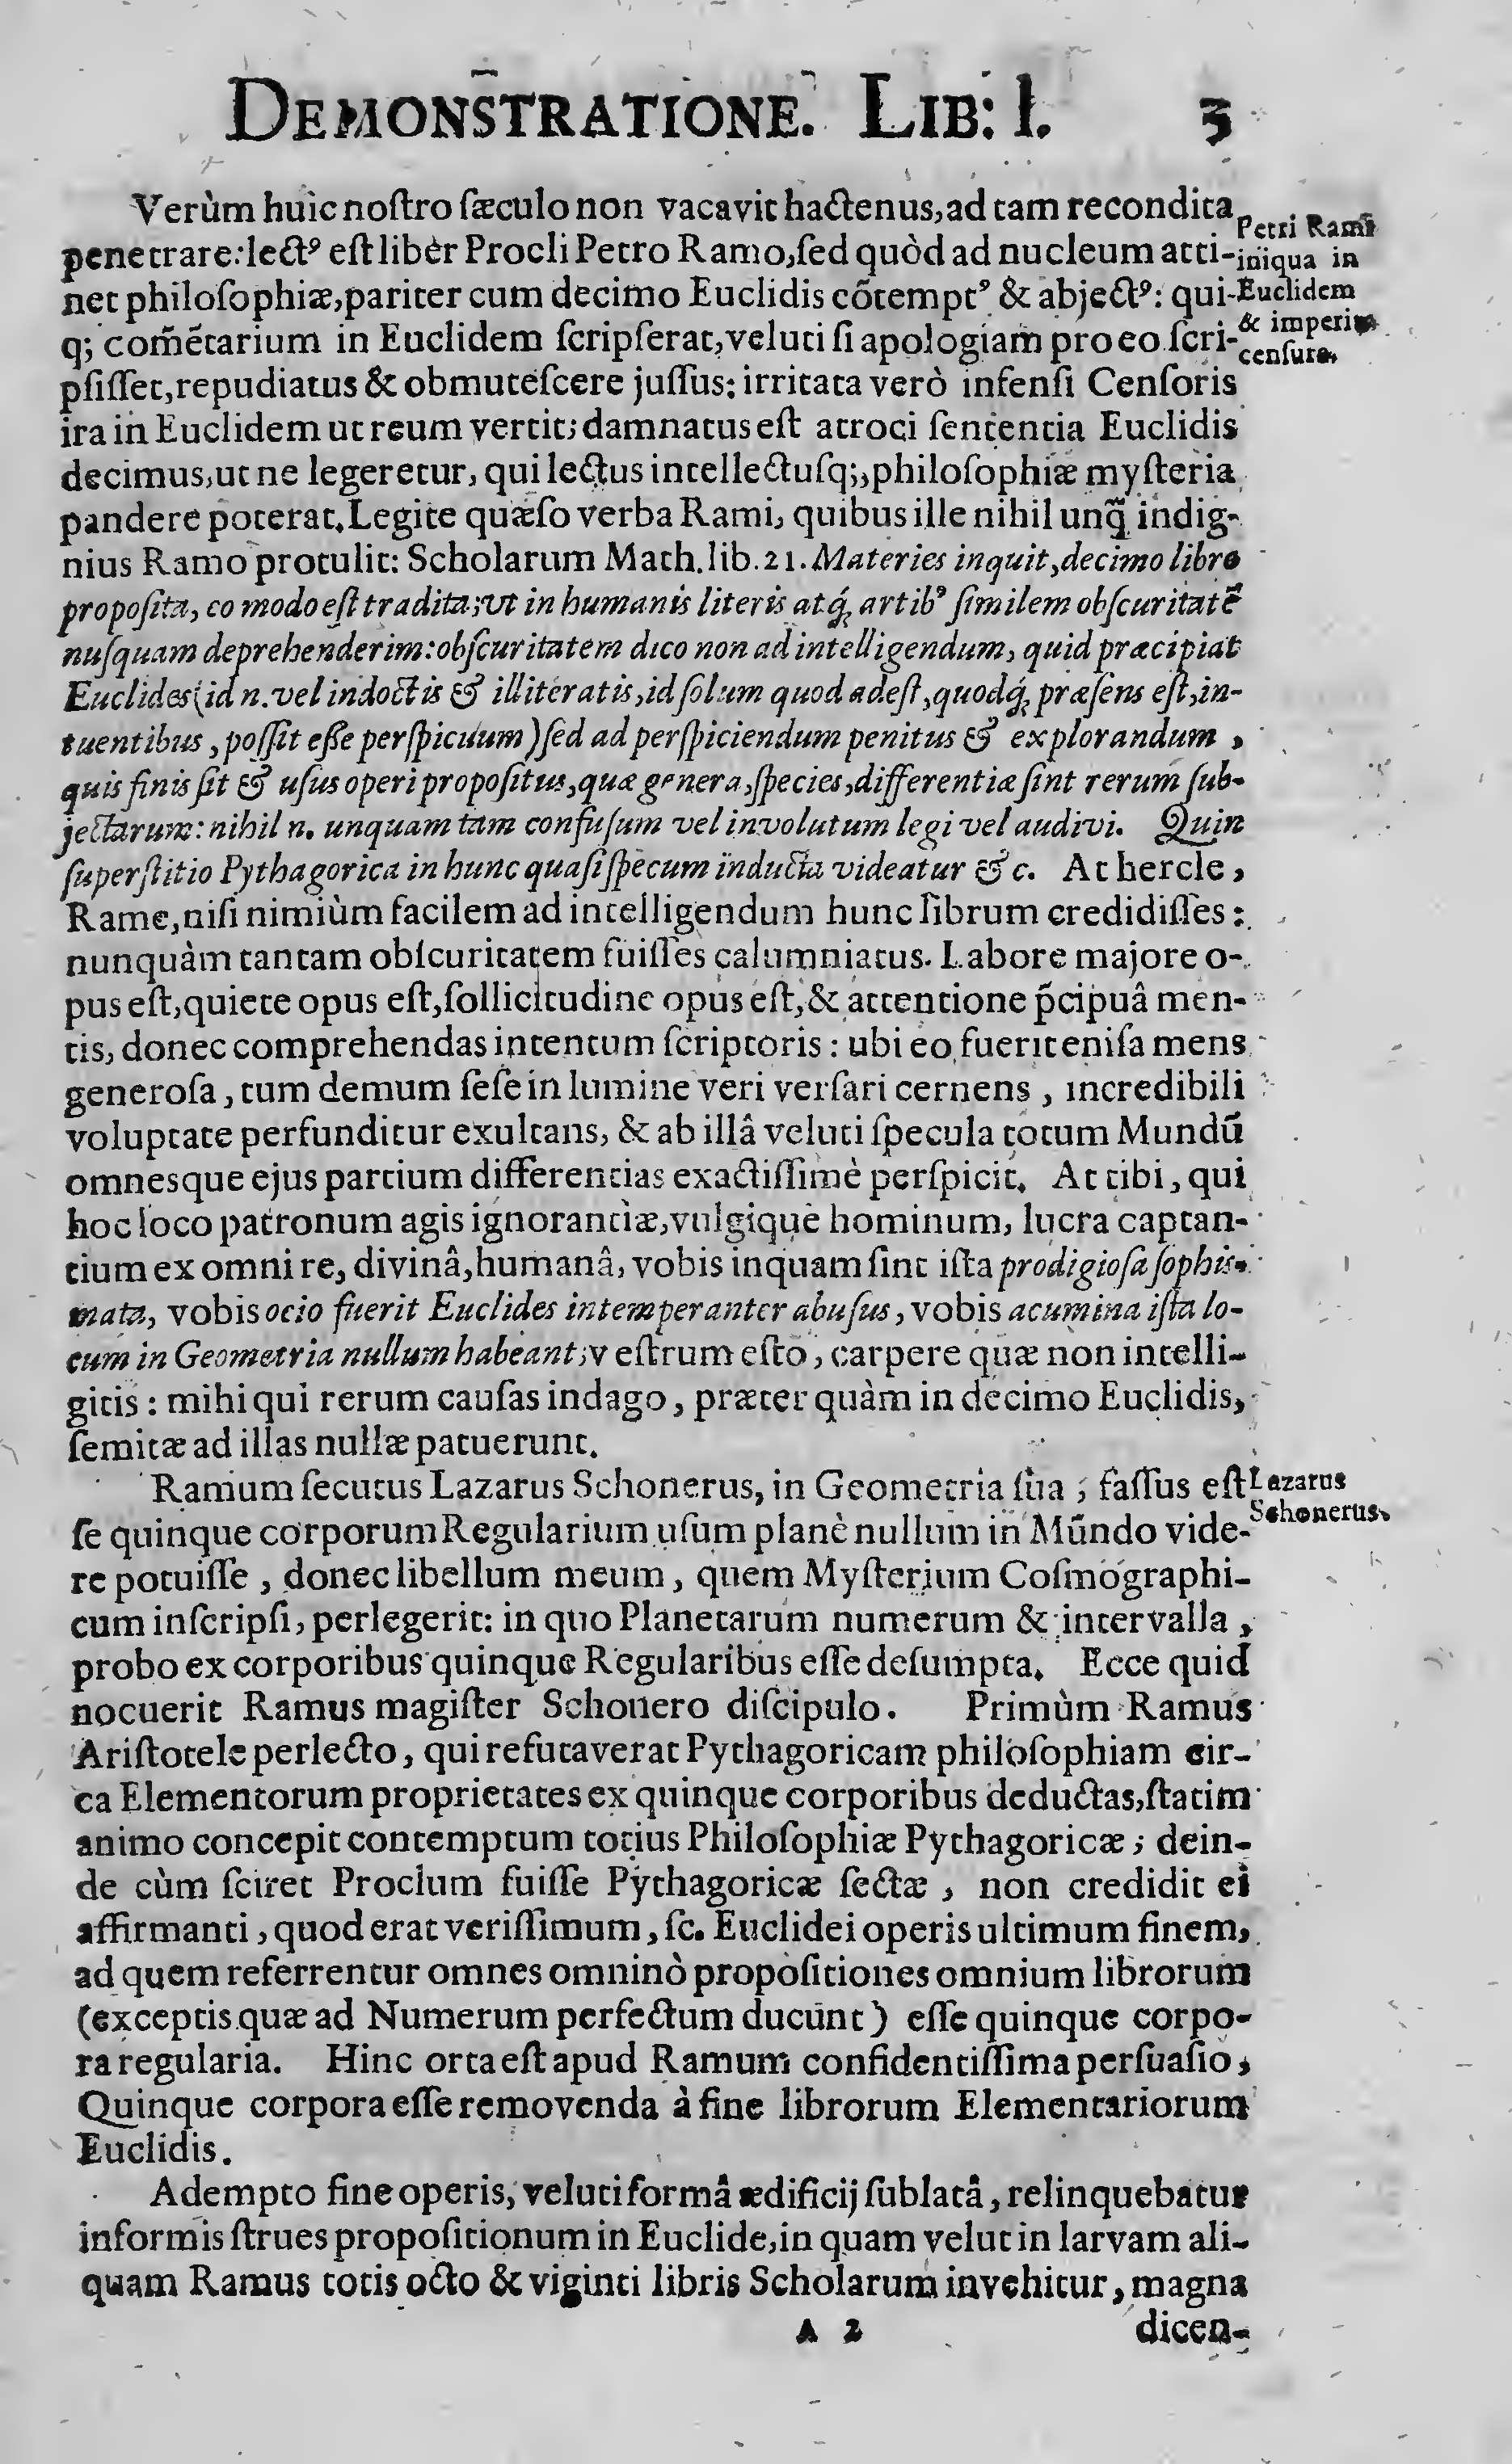 DEMONSTRATIONE. LIB: I. 3
Verùm huic noſtro ſæculo non vacavit hactenus, ad tam recondita
penetrare: lectꝰ eſt liber Procli Petro Ramo, ſed quòd ad nucleum atti-
net philoſophiæ, pariter cum decimo Euclidis cõtemptꝰ & abjectꝰ: qui-
q; com̃ẽtarium in Euclidem ſcripſerat, veluti ſi apologiam pro eo ſcri-
pſiſſet, repudiatus & obmuteſcere juſſus: irritata verò infenſi Cenſoris
ira in Euclidem ut reum vertit; damnatus eſt atroci ſententia Euclidis
decimus, ut ne legeretur, qui lectus intellectuſq;, philoſophiæ myſteria
pandere poterat. Legite quæſo verba Rami, quibus ille nihil unq̃ indig-
nius Ramo protulit: Scholarum Math. lib. 21. Materies inquit, decimo libro
propoſita, eo modo eſt tradita; ut in humanis literis atq́; artibꝰ ſimilem obſcuritatẽ
nuſquam deprehenderim: obſcuritatem dico non ad intelligendum, quid præcipiat
Euclides (id n. vel indoctis & illiteratis, id ſolum quod adeſt, quodq́; præſens eſt, in-
tuentibus, poſſit eſſe perſpicuum) ſed ad perſpiciendum penitus & explorandum,
quis finis ſit & uſus operi propoſitus, quæ genera, ſpecies, differentiæ ſint rerum ſub-
jectarum: nihil n. unquam tam confuſum vel involutum legi vel audivi. Quin
ſuperſtitio Pythagorica in hunc quaſi ſpecum inducta videatur & c. At hercle,
Rame, niſi nimiùm facilem ad intelligendum hunc librum credidiſſes:
nunquàm tantam obſcuritatem fuiſſes calumniatus. Labore majore o-
pus eſt, quiete opus eſt, ſollicitudine opus eſt, & attentione p̃cipuâ men-
tis, donec comprehendas intentum ſcriptoris: ubi eo fuerit eniſa mens
generoſa, tum demum ſeſe in lumine veri verſari cernens, incredibili
voluptate perfunditur exultans, & ab illâ veluti ſpecula totum Mundũ
omnesque ejus partium differentias exactiſſimè perſpicit. At tibi, qui
hoc loco patronum agis ignorantiæ, vulgique hominum, lucra captan-
tium ex omni re, divinâ, humanâ, vobis inquam ſint iſta prodigioſa ſophis-
mata, vobis ocio fuerit Euclides intemperanter abuſus, vobis acumina iſta lo-
cum in Geometria nullum habeant; veſtrum eſto, carpere quæ non intelli-
gitis: mihi qui rerum cauſas indago, præter quàm in decimo Euclidis,
ſemitæ ad illas nullæ patuerunt.
Ramum ſecutus Lazarus Schonerus, in Geometria ſua; faſſus eſt
ſe quinque corporum Regularium uſum planè nullum in Mundo vide-
re potuiſſe, donec libellum meum, quem Myſterium Coſmographi-
cum inſcripſi, perlegerit: in quo Planetarum numerum & intervalla,
probo ex corporibus quinque Regularibus eſſe deſumpta. Ecce quid
nocuerit Ramus magiſter Schonero diſcipulo. Primùm Ramus
Ariſtotele perlecto, qui refutaverat Pythagoricam philoſophiam cir-
ca Elementorum proprietates ex quinque corporibus deductas, ſtatim
animo concepit contemptum totius Philoſophiæ Pythagoricæ; dein-
de cùm ſciret Proclum fuiſſe Pythagoricæ ſectæ, non credidit ei
affirmanti, quod erat veriſſimum, ſc. Euclidei operis ultimum finem,
ad quem referrentur omnes omninò propoſitiones omnium librorum
(exceptis quæ ad Numerum perfectum ducunt) eſſe quinque corpo-
ra regularia. Hinc orta eſt apud Ramum confidentiſſima perſuaſio,
Quinque corpora eſſe removenda à fine librorum Elementariorum
Euclidis.
Adempto fine operis, veluti formâ ædificij ſublatâ, relinquebatur
informis ſtrues propoſitionum in Euclide, in quam velut in larvam ali-
quam Ramus totis octo & viginti libris Scholarum invehitur, magna
A 2 dicen-
Petri Rami
iniqua in
Euclidem
& imperita
cenſura.
Lazarus
Schonerus.